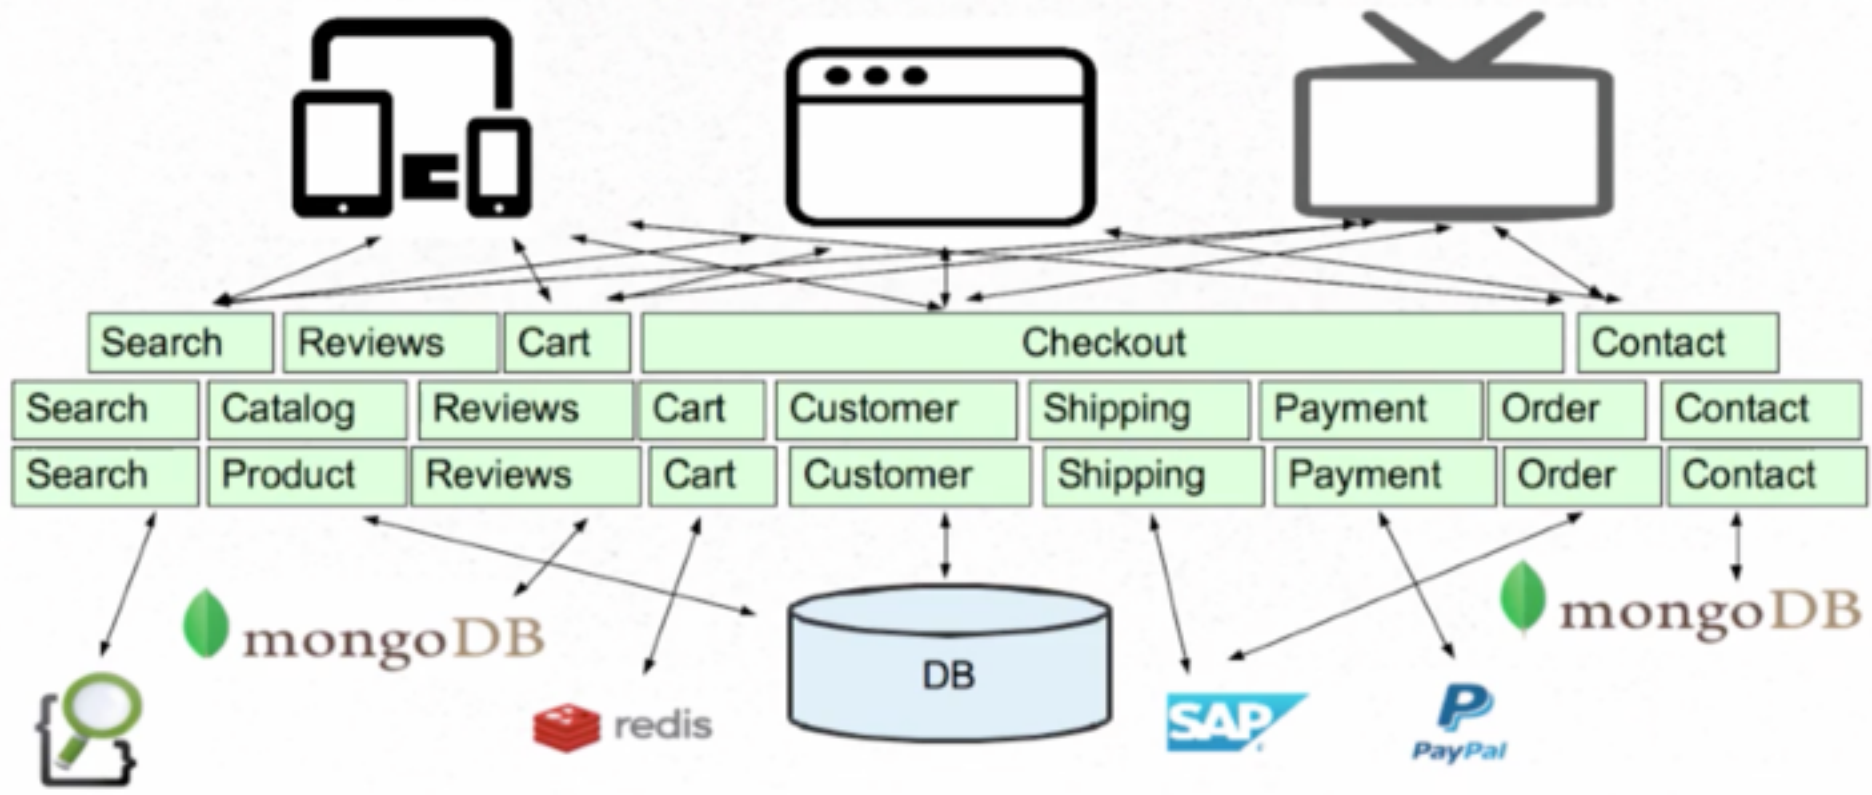 Search Reviews Cart Checkout Contact
Search Catalog Reviews Cart Customer Shipping Payment Order Contact
Search Product Reviews Cart Customer Shipping Payment Order Contact
mongoDB
mongoDB
DB
redis
SAP
PayPal